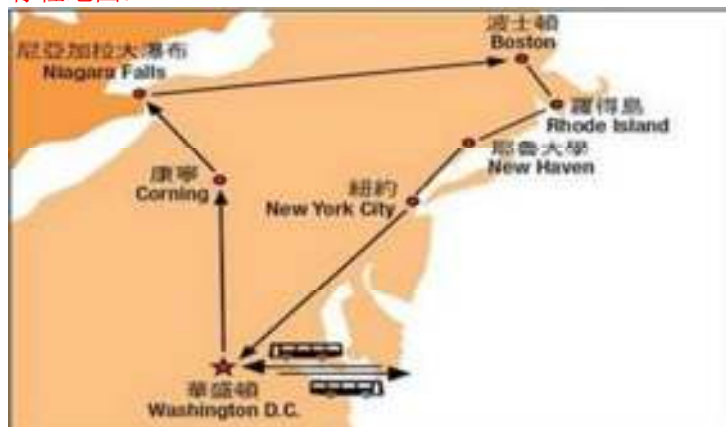 波士頓
Boston
尼亞加拉大瀑布
Niagara Falls
羅得島
Rhode Island
耶魯大學
New Haven
康寧
Corning
紐約
New York City
華盛頓
Washington D.C.